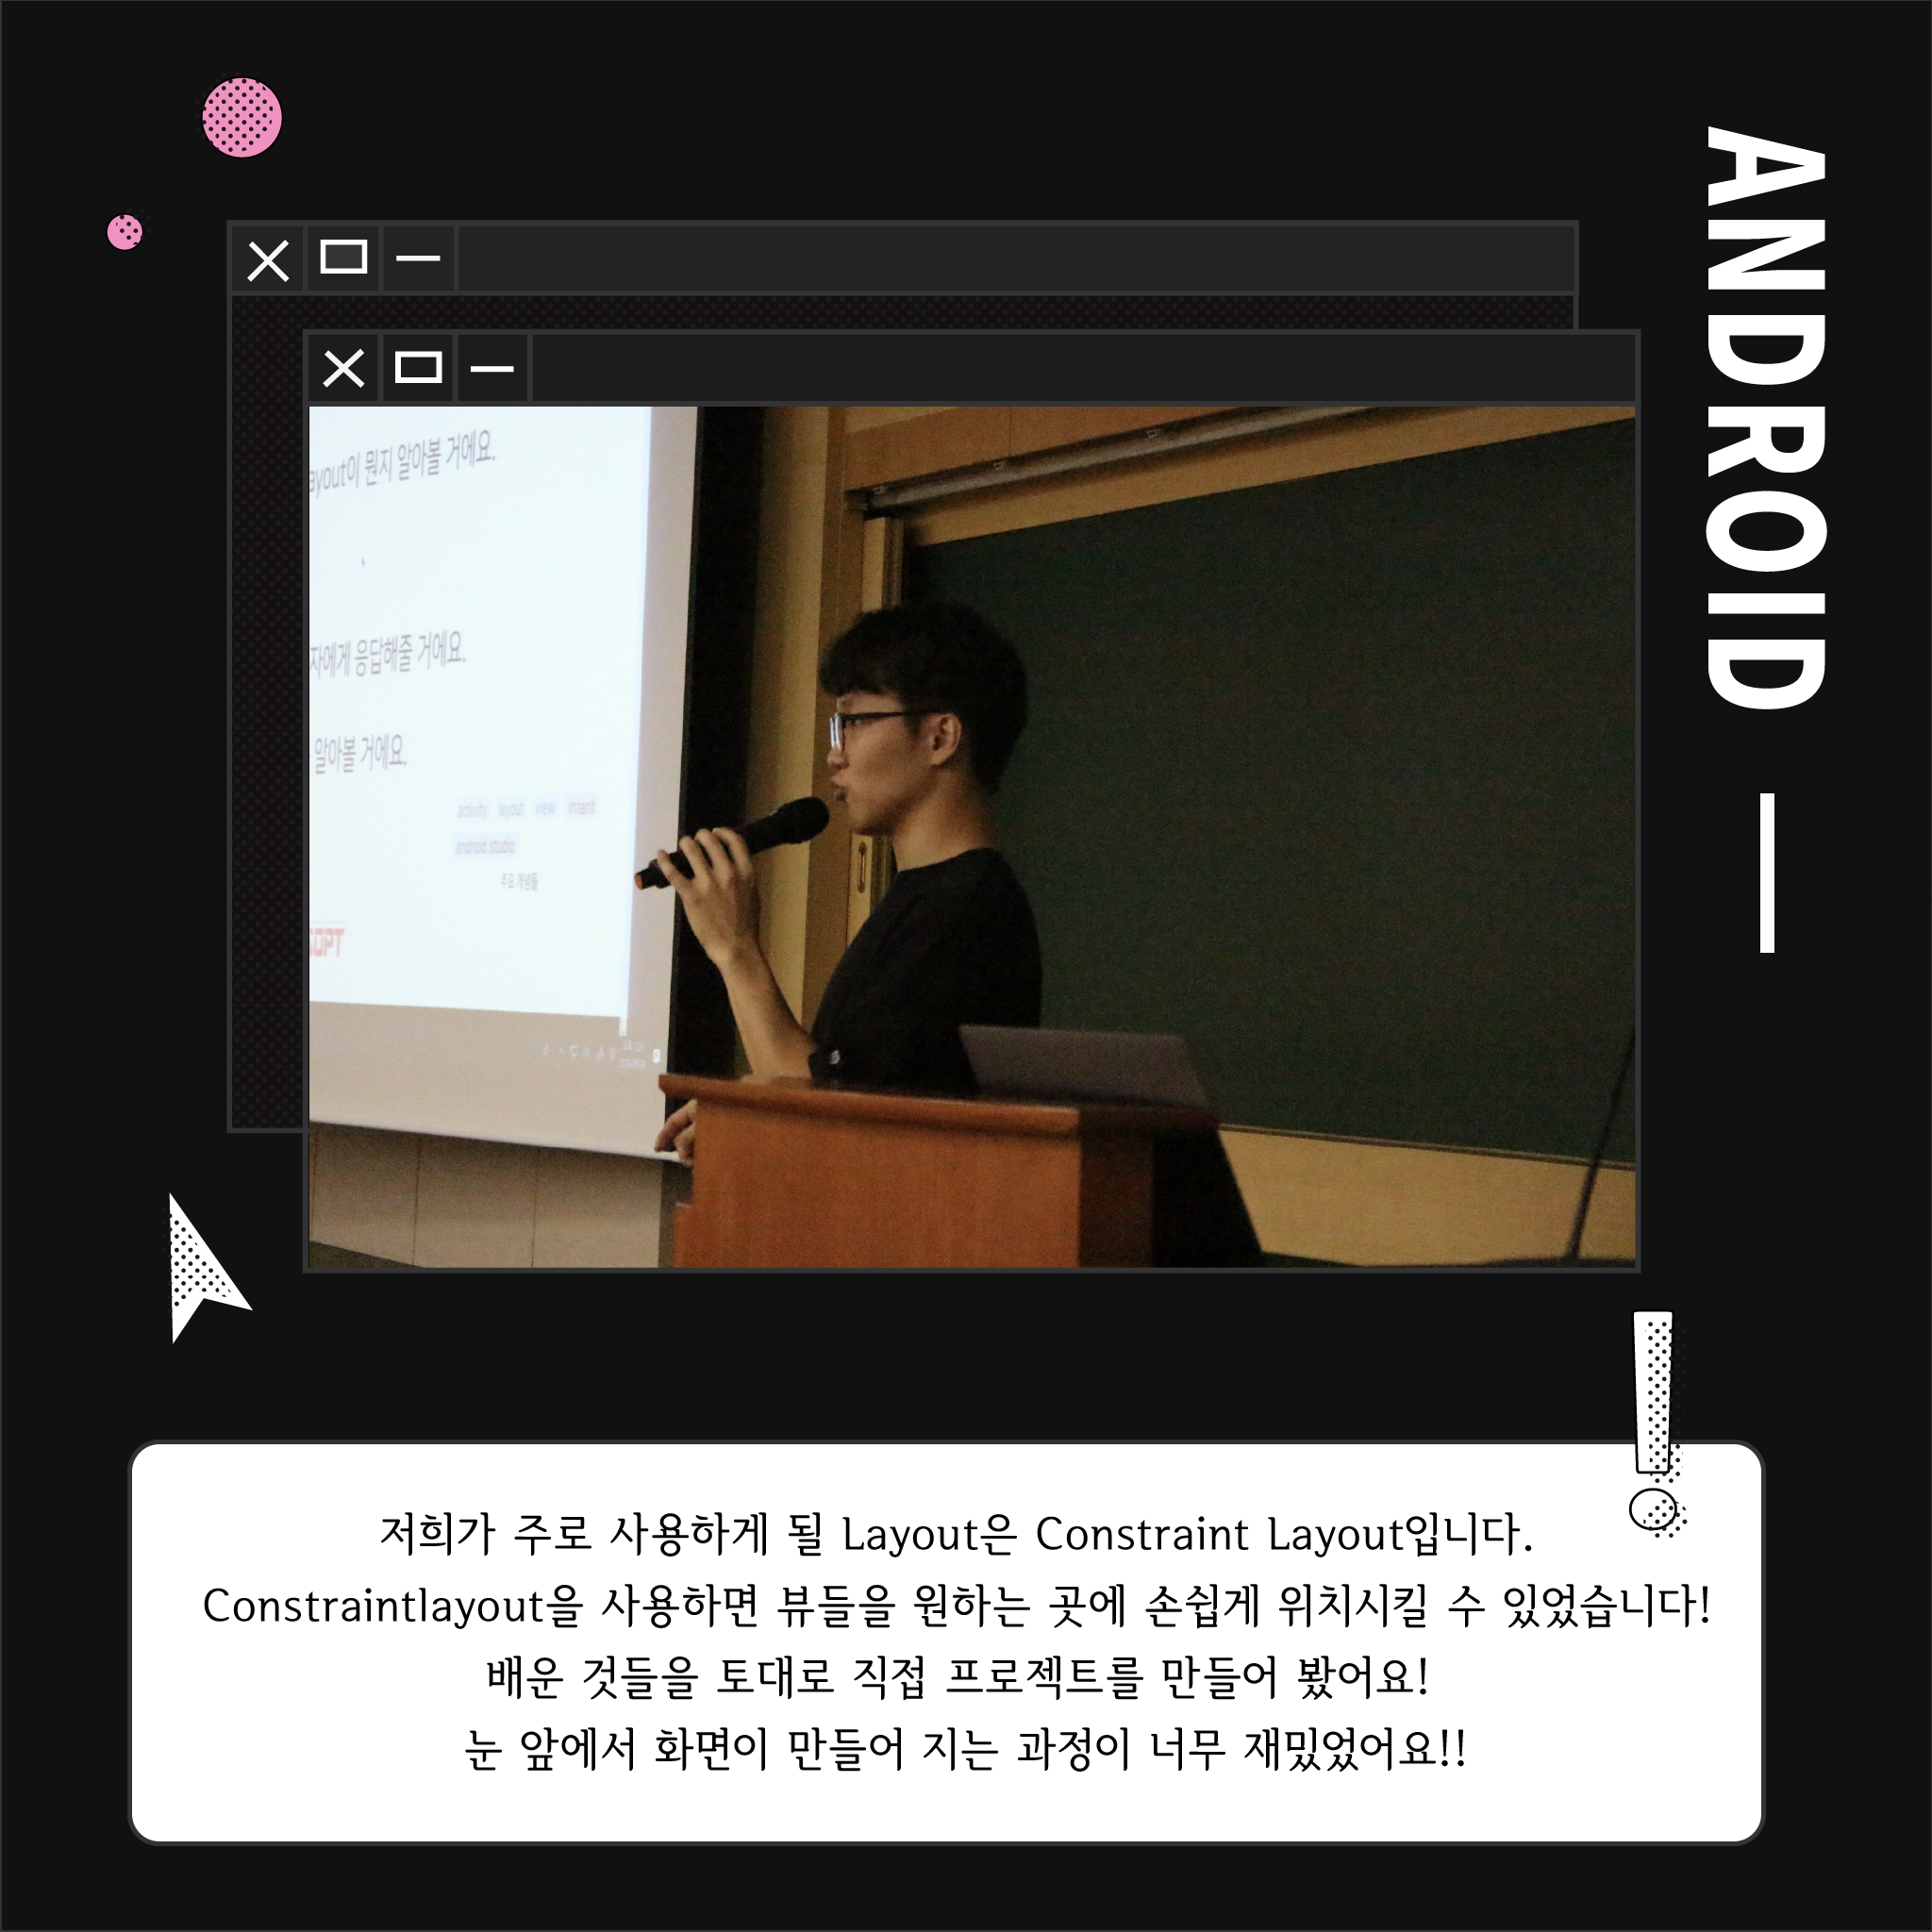 ANDROID
ayout이 뭔지 알아볼 거에요.
자에게 응답해줄 거에요.
알아볼 거에요.
activity layout view intent
android studio
주요 개념들
SOPT
저희가 주로 사용하게 될 Layout은 Constraint Layout입니다.
Constraintlayout을 사용하면 뷰들을 원하는 곳에 손쉽게 위치시킬 수 있었습니다!
배운 것들을 토대로 직접 프로젝트를 만들어 봤어요!
눈 앞에서 화면이 만들어 지는 과정이 너무 재밌었어요!!